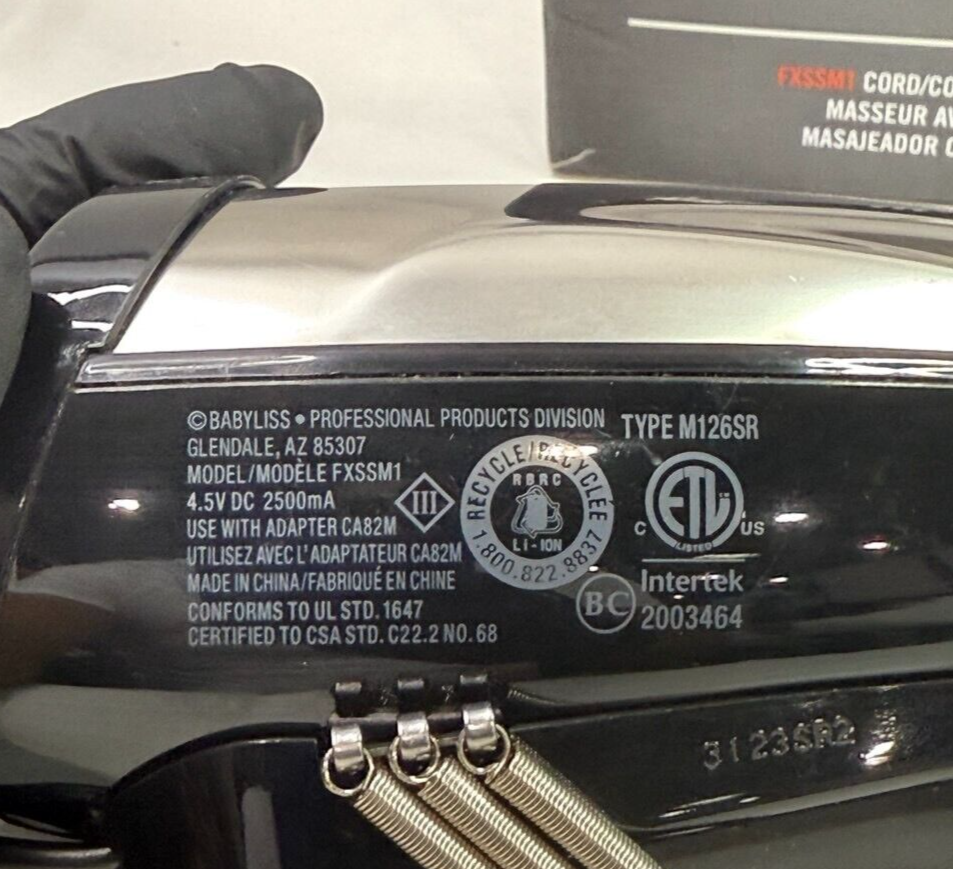 FXSSM1 CORD/CO
MASSEUR AV
MASAJEADOR C
©BABYLISS • PROFESSIONAL PRODUCTS DIVISION
GLENDALE, AZ 85307
MODEL/MODÈLE FXSSM1
4.5V DC 2500mA
USE WITH ADAPTER CA82M
UTILISEZ AVEC L'ADAPTATEUR CA82M
MADE IN CHINA/FABRIQUÉ EN CHINE
CONFORMS TO UL STD. 1647
CERTIFIED TO CSA STD. C22.2 NO. 68
III
RECYCLE/RECYCLÉE
RBRC
Li-ION
1.800.822.8837
BC
TYPE M126SR
ETL
C US
LISTED
Intertek
2003464
3123SR2